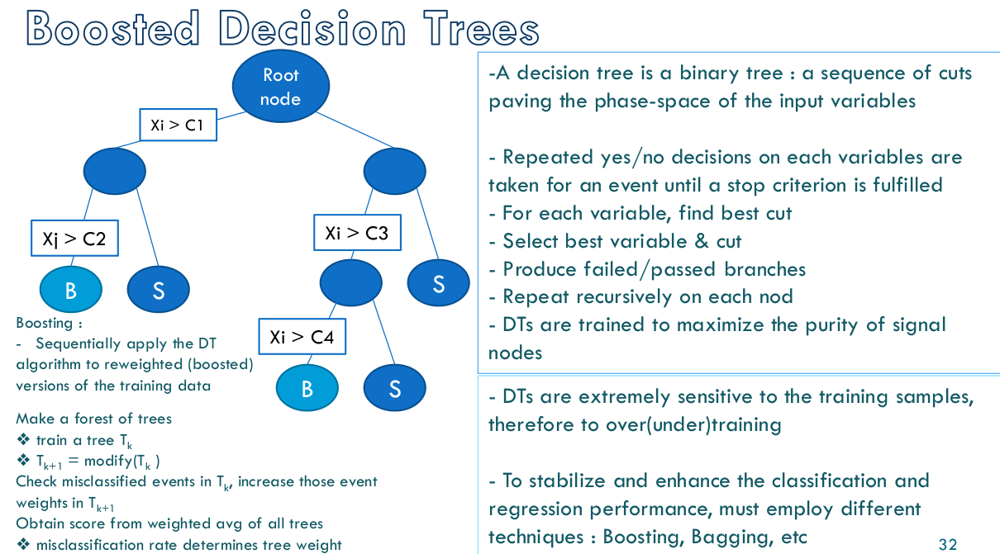 Boosted Decision Trees
Root
node
Xi > C1
Xj > C2
Xi > C3
B
S
S
Xi > C4
B
S
Boosting :
- Sequentially apply the DT
algorithm to reweighted (boosted)
versions of the training data
Make a forest of trees
❖ train a tree Tk
❖ Tk+1 = modify(Tk )
Check misclassified events in Tk, increase those event
weights in Tk+1
Obtain score from weighted avg of all trees
❖ misclassification rate determines tree weight
-A decision tree is a binary tree : a sequence of cuts
paving the phase-space of the input variables
- Repeated yes/no decisions on each variables are
taken for an event until a stop criterion is fulfilled
- For each variable, find best cut
- Select best variable & cut
- Produce failed/passed branches
- Repeat recursively on each nod
- DTs are trained to maximize the purity of signal
nodes
- DTs are extremely sensitive to the training samples,
therefore to over(under)training
- To stabilize and enhance the classification and
regression performance, must employ different
techniques : Boosting, Bagging, etc
32